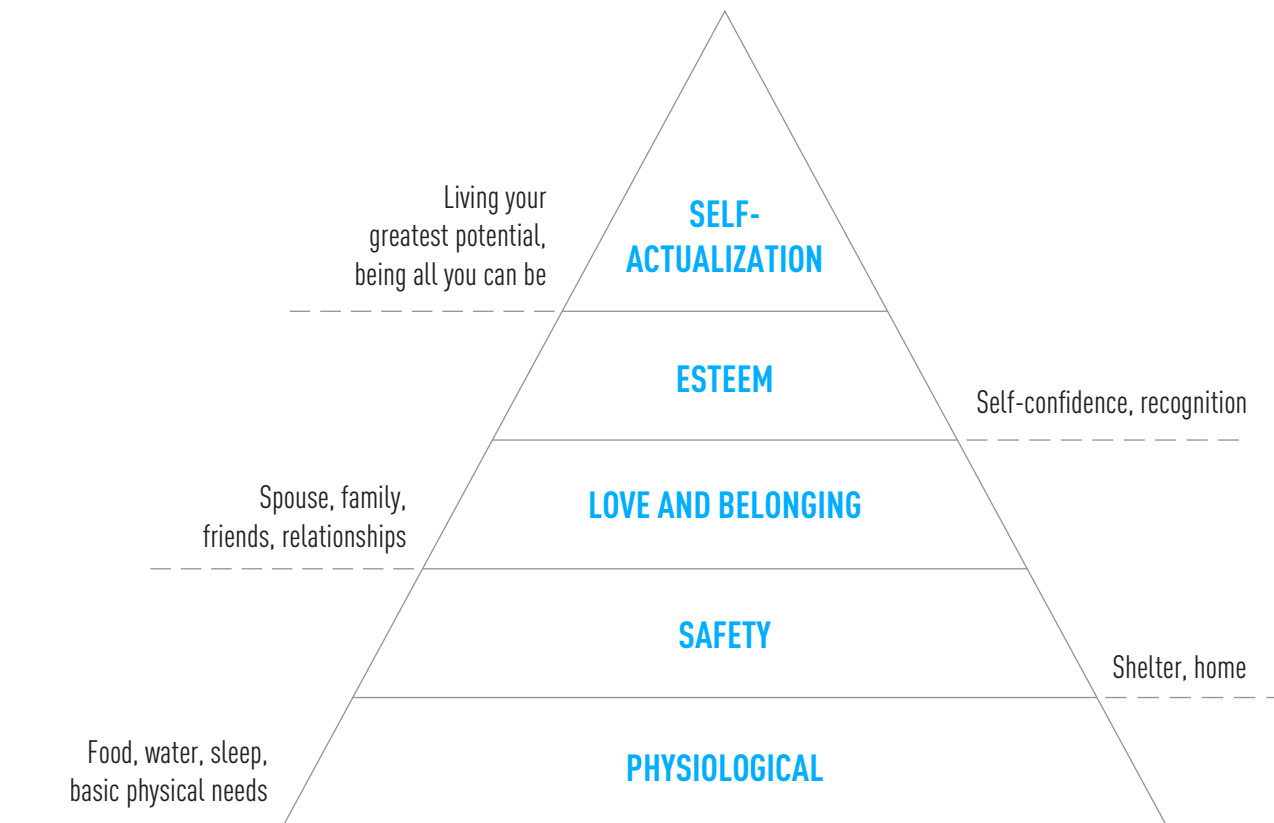 Living your
greatest potential,
being all you can be
SELF-
ACTUALIZATION
ESTEEM
Self-confidence, recognition
Spouse, family,
friends, relationships
LOVE AND BELONGING
SAFETY
Shelter, home
Food, water, sleep,
basic physical needs
PHYSIOLOGICAL